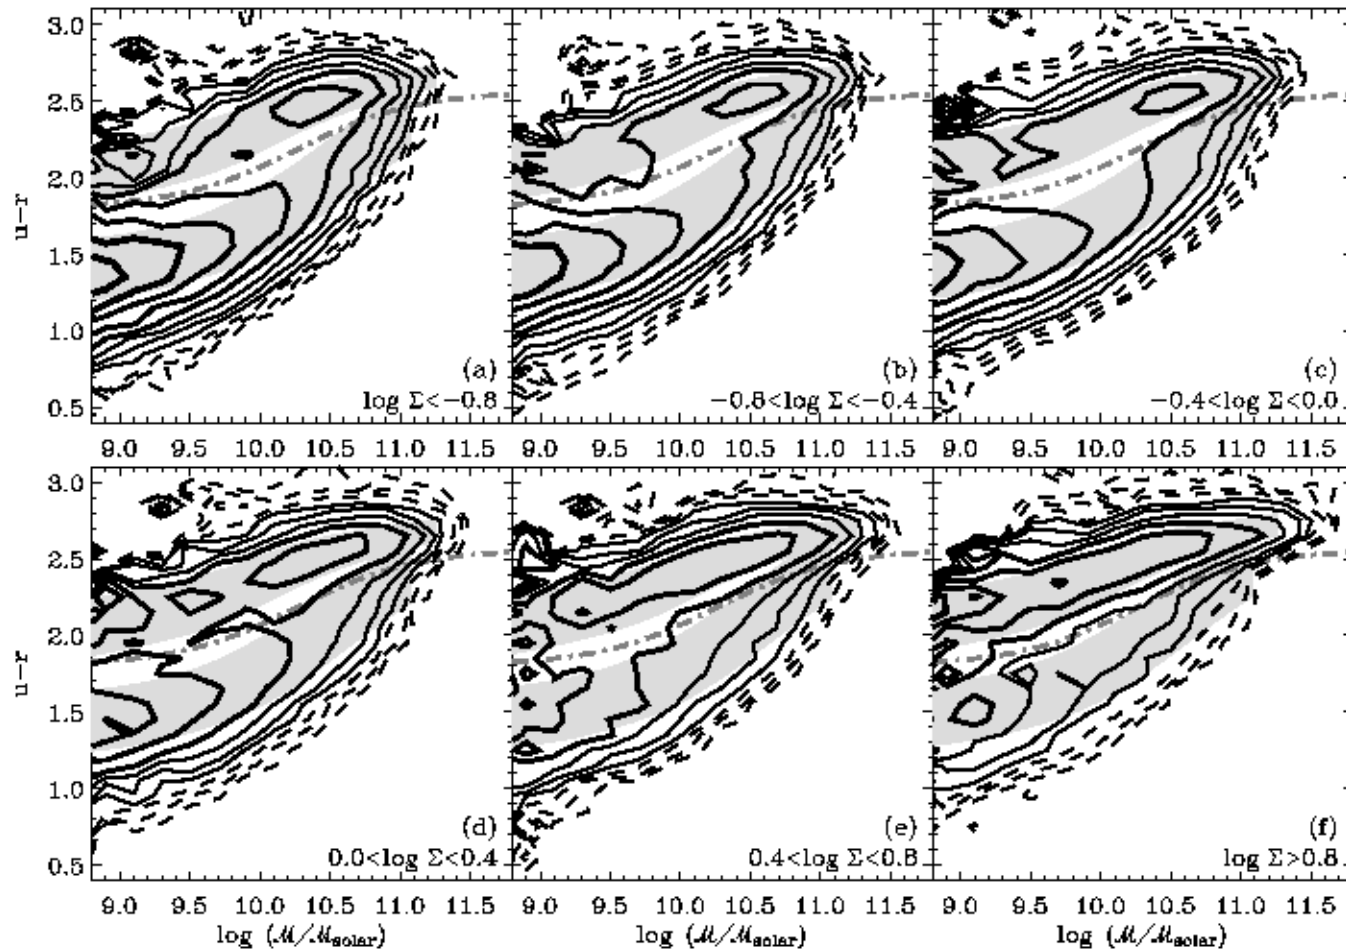 3.0
2.5
2.0
1.5
1.0
0.5
u−r
(a)
log Σ<−0.8
(b)
−0.8<log Σ<−0.4
(c)
−0.4<log Σ<0.0
9.0 9.5 10.0 10.5 11.0 11.5
9.0 9.5 10.0 10.5 11.0 11.5
9.0 9.5 10.0 10.5 11.0 11.5
3.0
2.5
2.0
1.5
1.0
0.5
u−r
(d)
0.0<log Σ<0.4
(e)
0.4<log Σ<0.8
(f)
log Σ>0.8
9.0 9.5 10.0 10.5 11.0 11.5
9.0 9.5 10.0 10.5 11.0 11.5
9.0 9.5 10.0 10.5 11.0 11.5
log (ℳ/ℳsolar)
log (ℳ/ℳsolar)
log (ℳ/ℳsolar)